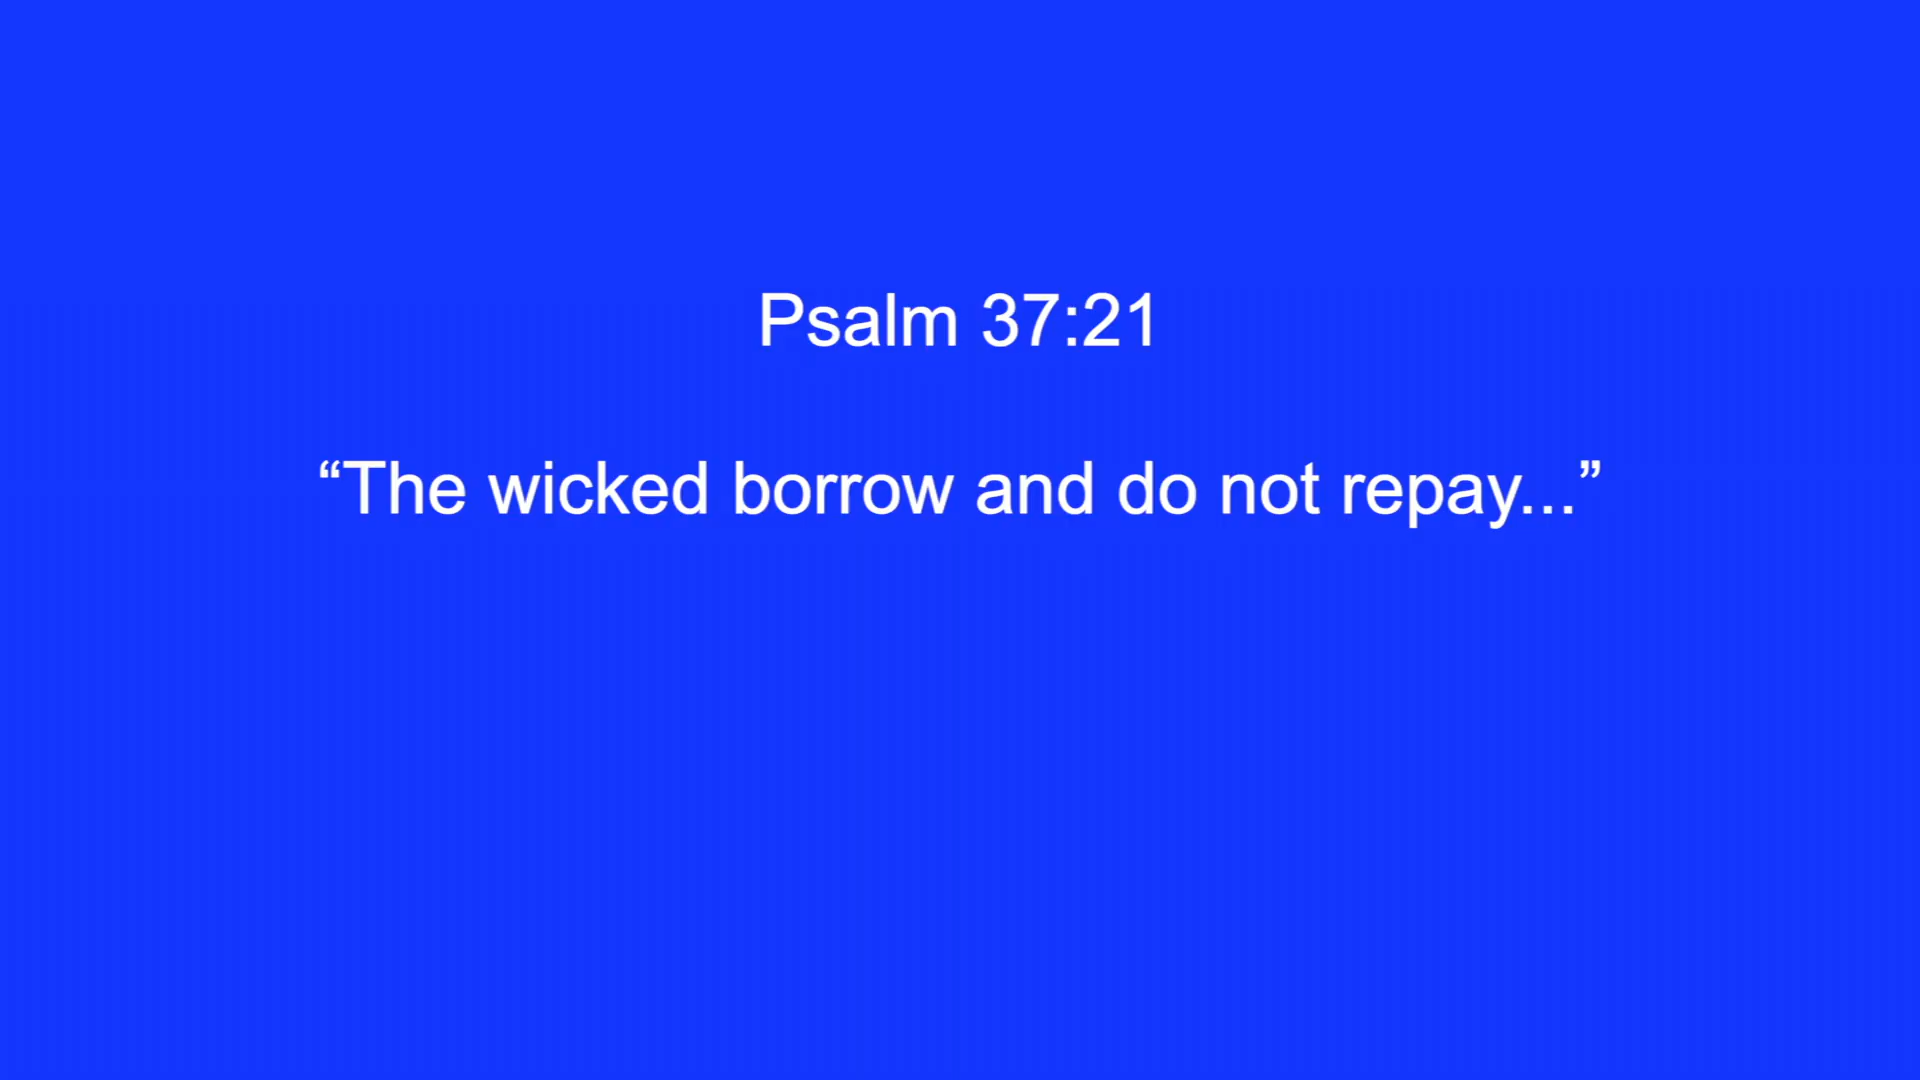 Psalm 37:21
“The wicked borrow and do not repay...”